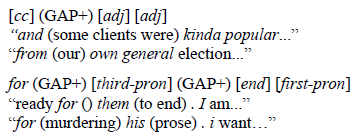 [cc] (GAP+) [adj] [adj]
“and (some clients were) kinda popular...”
“from (our) own general election...”
for (GAP+) [third-pron] (GAP+) [end] [first-pron]
“ready for () them (to end) . I am...”
“for (murdering) his (prose) . i want…”